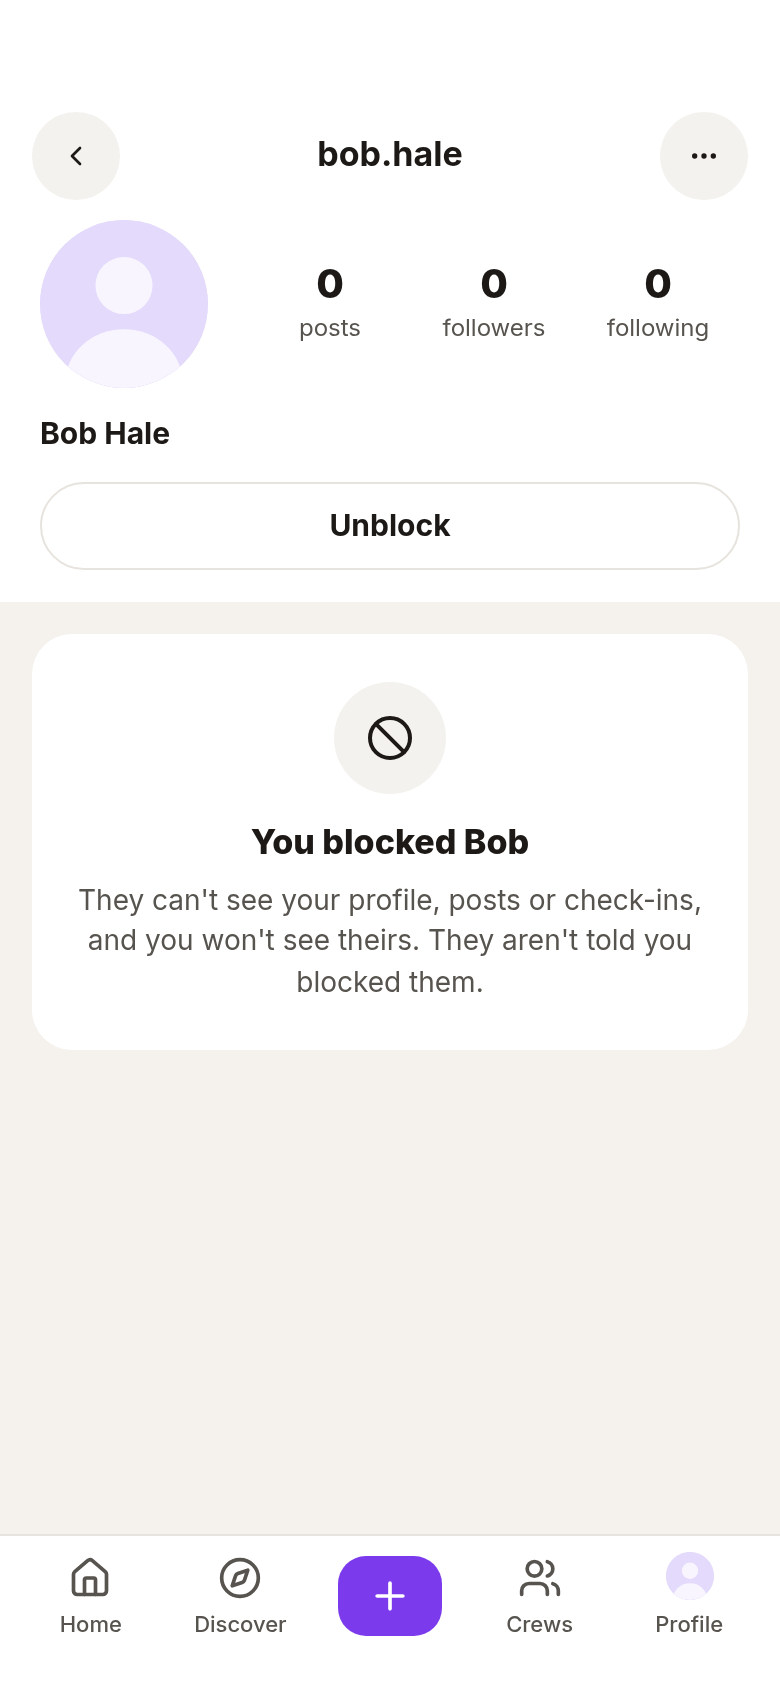 bob.hale
0 0 0
posts followers following
Bob Hale
Unblock
You blocked Bob
They can't see your profile, posts or check-ins,
and you won't see theirs. They aren't told you
blocked them.
Home Discover Crews Profile